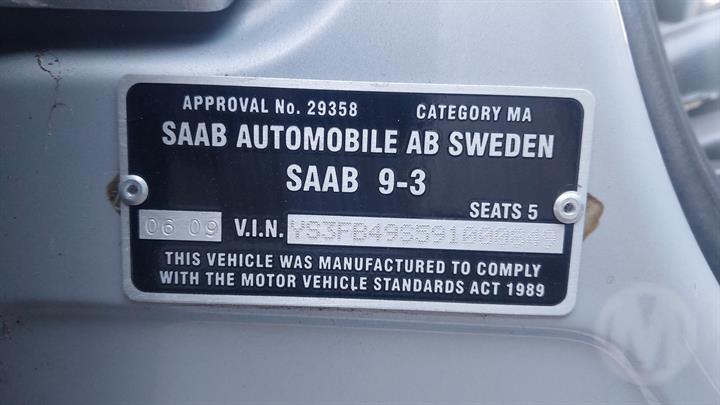 APPROVAL No. 29358 CATEGORY MA
SAAB AUTOMOBILE AB SWEDEN
SAAB 9-3
SEATS 5
06 09 V.I.N.
THIS VEHICLE WAS MANUFACTURED TO COMPLY
WITH THE MOTOR VEHICLE STANDARDS ACT 1989
M